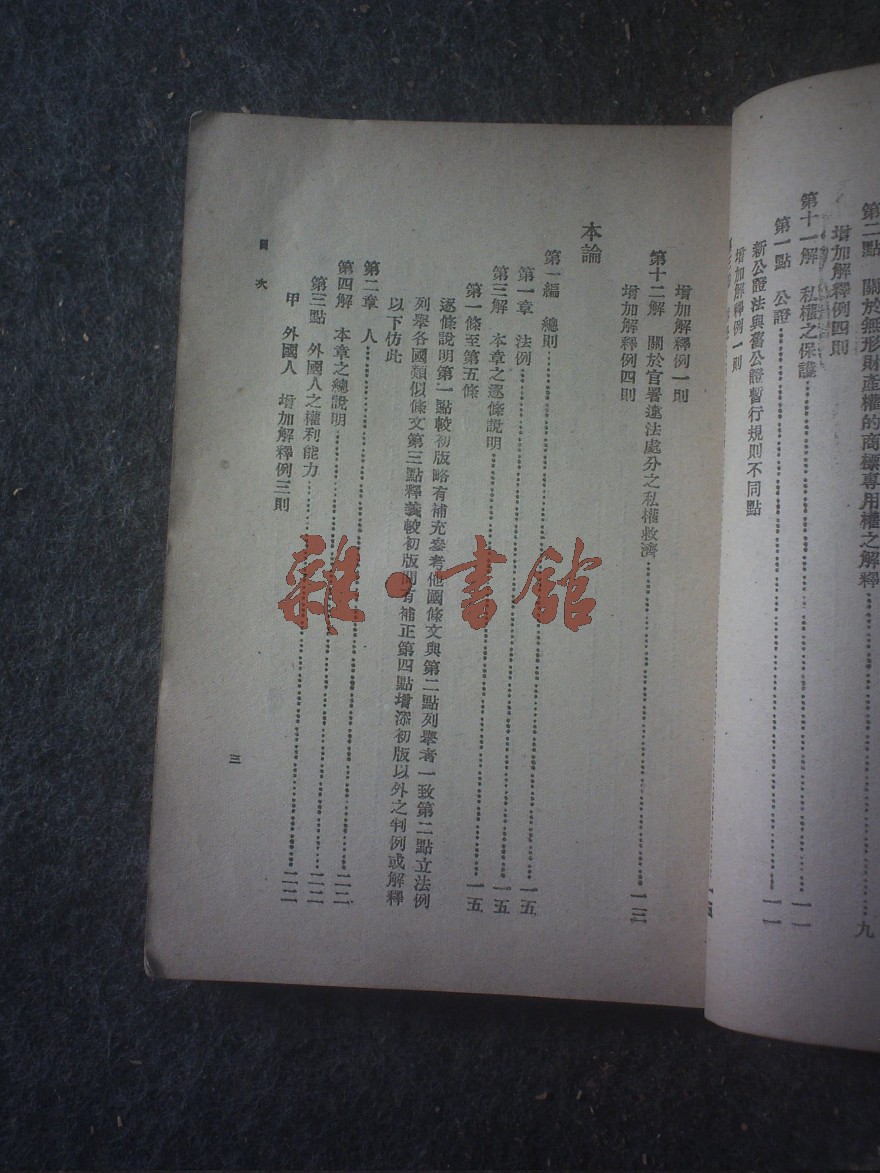 第二點　關於無形財產權的商標專用權之解釋……九
增加解釋例四則
第十一解　私權之保護……一一
第一點　公證……一一
新公證法與舊公證暫行規則不同點
增加解釋例一則
增加解釋例一則
第十二解　關於官署違法處分之私權救濟……一三
增加解釋例四則
本論
第一編　總則
第一章　法例……一五
第三解　本章之逐條說明……一五
第一條至第五條……一五
逐條說明第一點較初版略有補充參考他國條文與第二點列舉者一致第二點立法例
列舉各國類似條文第三點釋義較初版間有補正第四點增添初版以外之判例或解釋
以下仿此
第二章　人
第四解　本章之總說明……二二
第三點　外國人之權利能力……二二
甲　外國人　增加解釋例三則……二二
目次
三
雜·書館